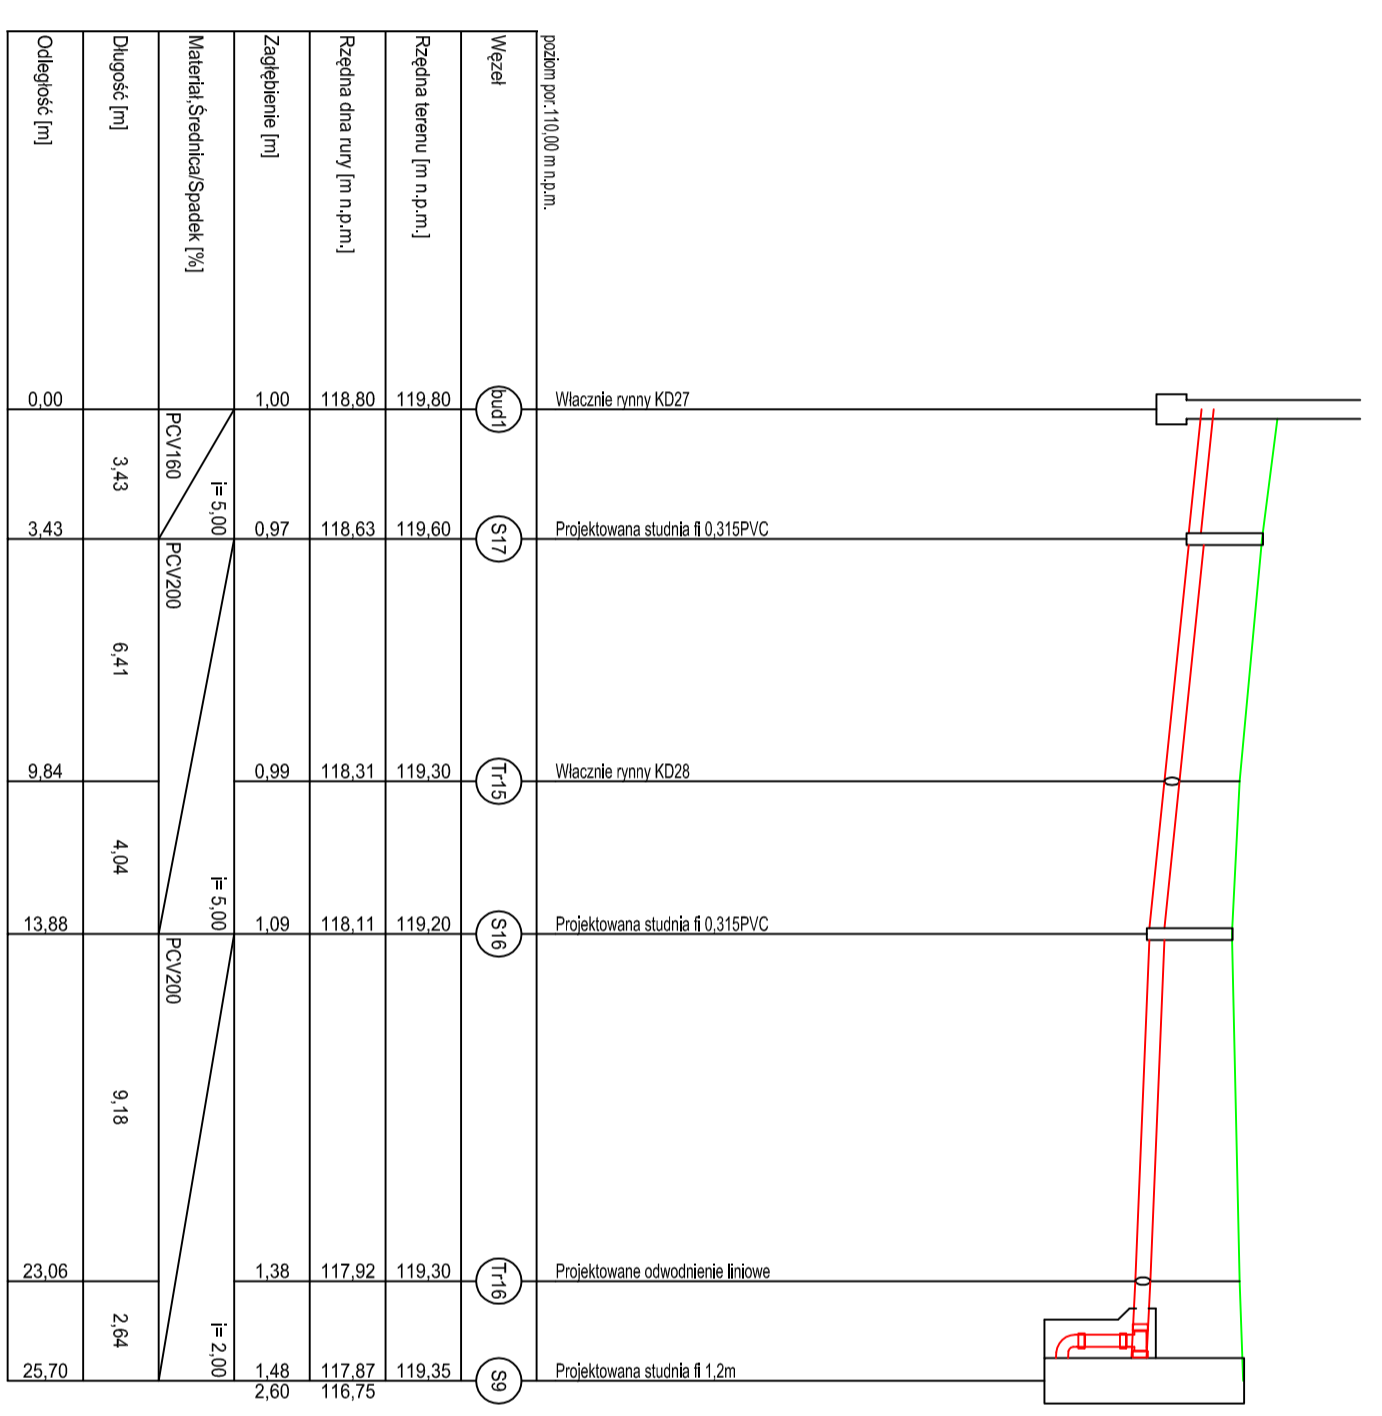 poziom por.110,00 m n.p.m.
Węzeł
bud1
S17
Tr15
S16
Tr16
S9
Włacznie rynny KD27
Projektowana studnia fi 0,315PVC
Włacznie rynny KD28
Projektowana studnia fi 0,315PVC
Projektowane odwodnienie liniowe
Projektowana studnia fi 1,2m
Rzędna terenu [m n.p.m.]
119,80
119,60
119,30
119,20
119,30
119,35
Rzędna dna rury [m n.p.m.]
118,80
118,63
118,31
118,11
117,92
117,87
116,75
Zagłębienie [m]
1,00
0,97
0,99
1,09
1,38
1,48
2,60
Materiał,Średnica/Spadek [%]
PCV160
i= 5,00
PCV200
i= 5,00
PCV200
i= 2,00
Długość [m]
3,43
6,41
4,04
9,18
2,64
Odległość [m]
0,00
3,43
9,84
13,88
23,06
25,70